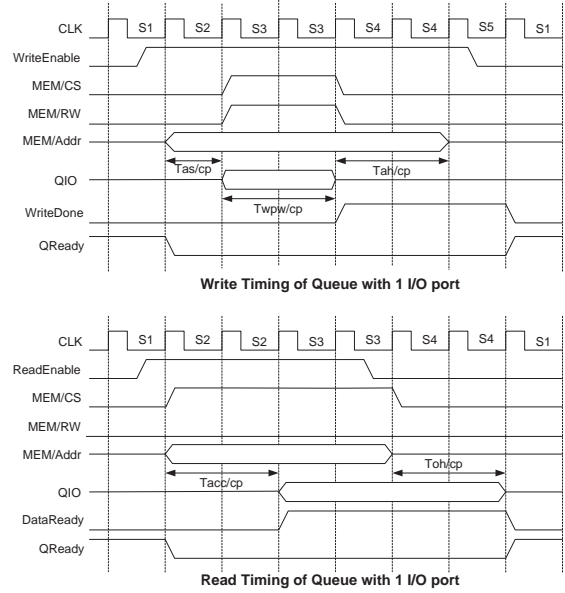 CLK S1 S2 S3 S3 S4 S4 S5 S1
WriteEnable
MEM/CS
MEM/RW
MEM/Addr
Tas/cp Tah/cp
QIO
Twpw/cp
WriteDone
QReady
Write Timing of Queue with 1 I/O port
CLK S1 S2 S2 S3 S3 S4 S4 S1
ReadEnable
MEM/CS
MEM/RW
MEM/Addr
Tacc/cp Toh/cp
QIO
DataReady
QReady
Read Timing of Queue with 1 I/O port